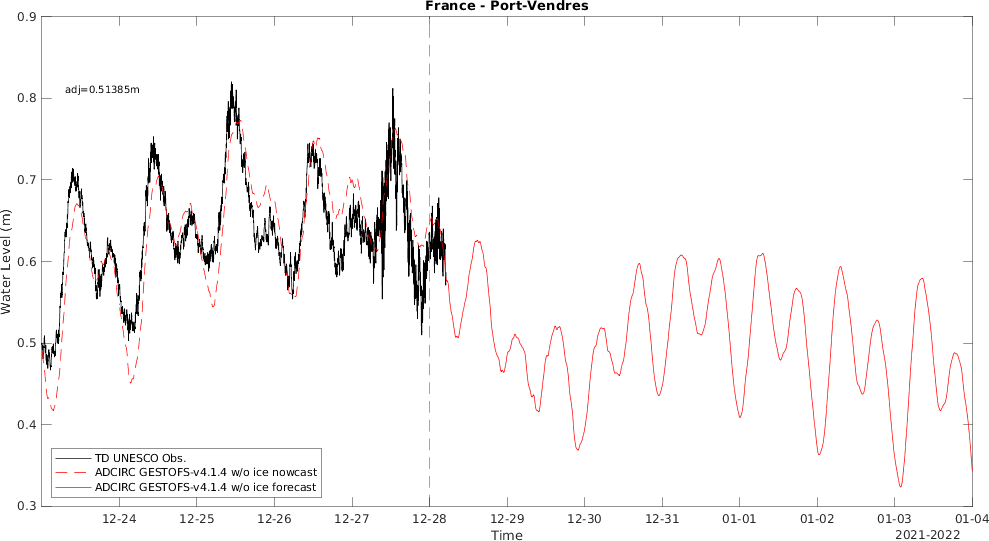 France - Port-Vendres
adj=0.51385m
Water Level (m)
0.9
0.8
0.7
0.6
0.5
0.4
0.3
TD UNESCO Obs.
ADCIRC GESTOFS-v4.1.4 w/o ice nowcast
ADCIRC GESTOFS-v4.1.4 w/o ice forecast
12-24 12-25 12-26 12-27 12-28 12-29 12-30 12-31 01-01 01-02 01-03 01-04
Time
2021-2022